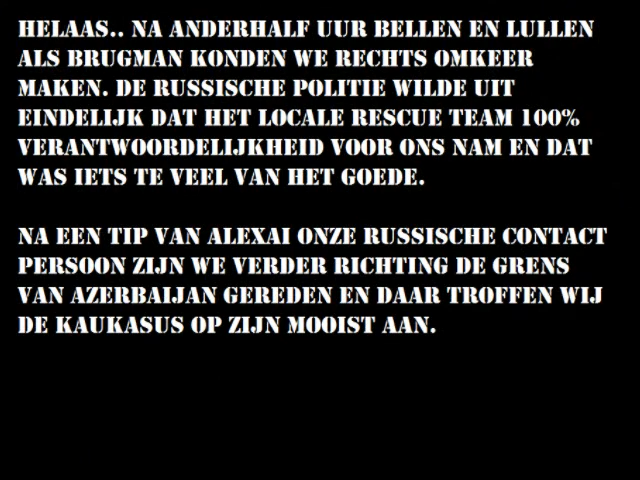 HELAAS.. NA ANDERHALF UUR BELLEN EN LULLEN
ALS BRUGMAN KONDEN WE RECHTS OMKEER
MAKEN. DE RUSSISCHE POLITIE WILDE UIT
EINDELIJK DAT HET LOCALE RESCUE TEAM 100%
VERANTWOORDELIJKHEID VOOR ONS NAM EN DAT
WAS IETS TE VEEL VAN HET GOEDE.
NA EEN TIP VAN ALEXAI ONZE RUSSISCHE CONTACT
PERSOON ZIJN WE VERDER RICHTING DE GRENS
VAN AZERBAIJAN GEREDEN EN DAAR TROFFEN WIJ
DE KAUKASUS OP ZIJN MOOIST AAN.